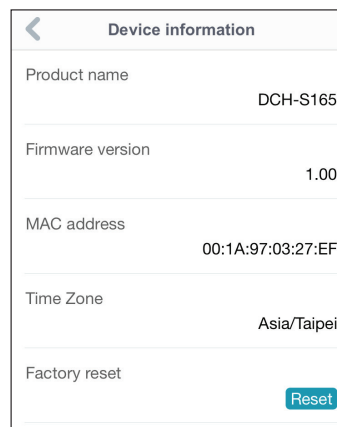 Device information
Product name
DCH-S165
Firmware version
1.00
MAC address
00:1A:97:03:27:EF
Time Zone
Asia/Taipei
Factory reset
Reset